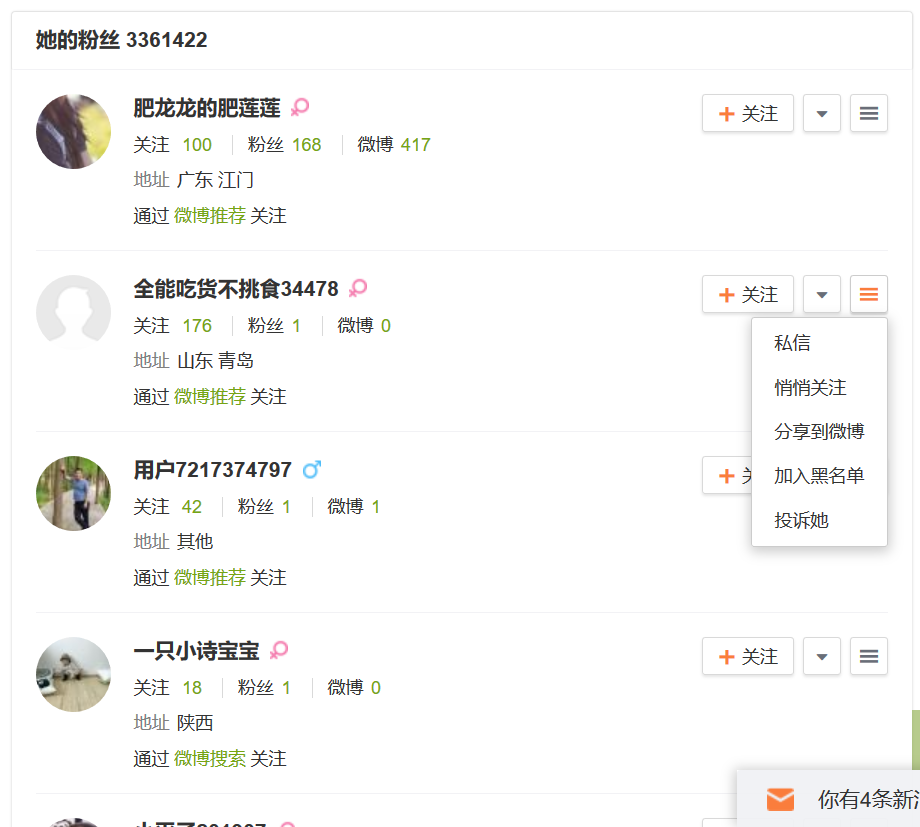 她的粉丝 3361422
肥龙龙的肥莲莲
+ 关注
关注 100 粉丝 168 微博 417
地址 广东 江门
通过 微博推荐 关注
全能吃货不挑食34478
+ 关注
关注 176 粉丝 1 微博 0
地址 山东 青岛
通过 微博推荐 关注
私信
悄悄关注
分享到微博
加入黑名单
投诉她
用户7217374797
+
关注 42 粉丝 1 微博 1
地址 其他
通过 微博推荐 关注
一只小诗宝宝
+ 关注
关注 18 粉丝 1 微博 0
地址 陕西
通过 微博搜索 关注
你有4条新